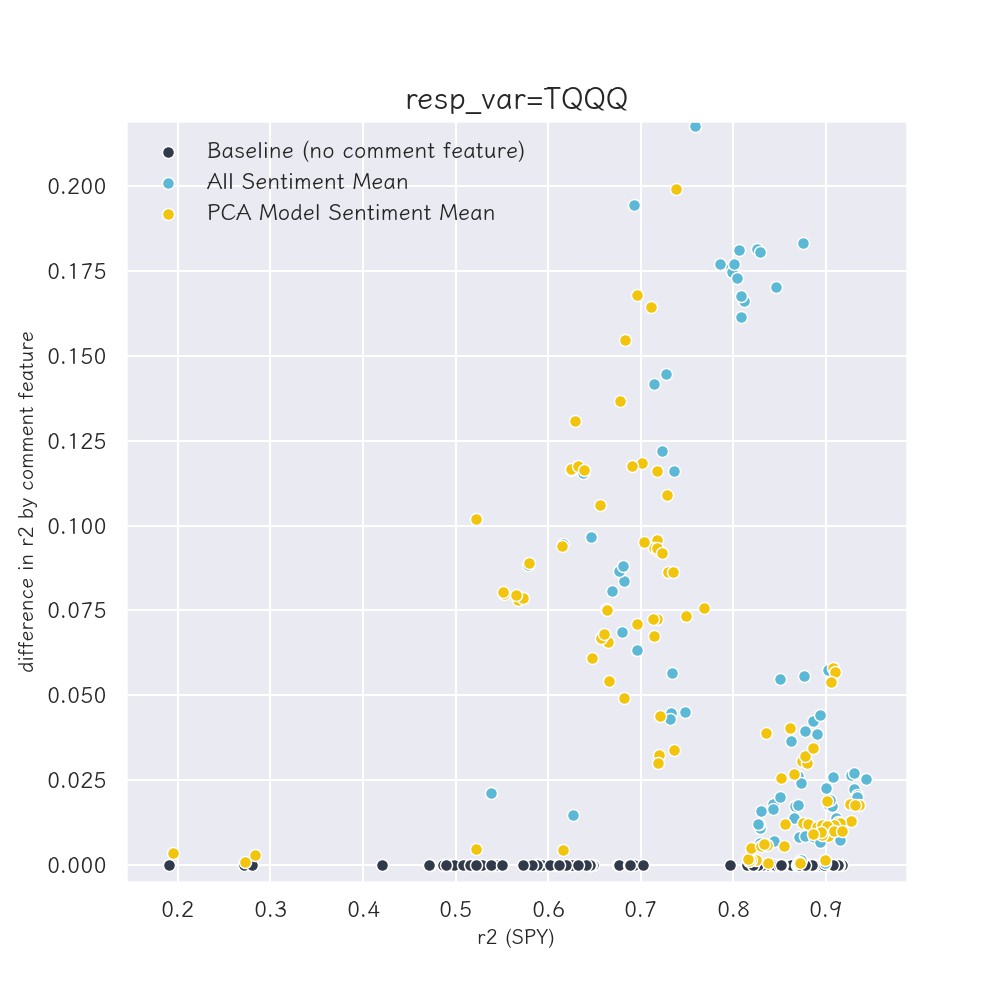 resp_var=TQQQ
Baseline (no comment feature)
All Sentiment Mean
PCA Model Sentiment Mean
difference in r2 by comment feature
0.200
0.175
0.150
0.125
0.100
0.075
0.050
0.025
0.000
0.2 0.3 0.4 0.5 0.6 0.7 0.8 0.9
r2 (SPY)